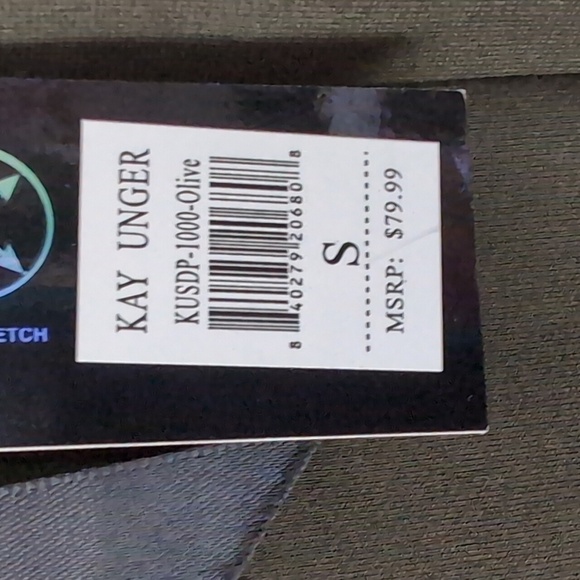 KAY UNGER
KUSDP-1000-Olive
8 40279 20680 8
S
MSRP: $79.99
ETCH